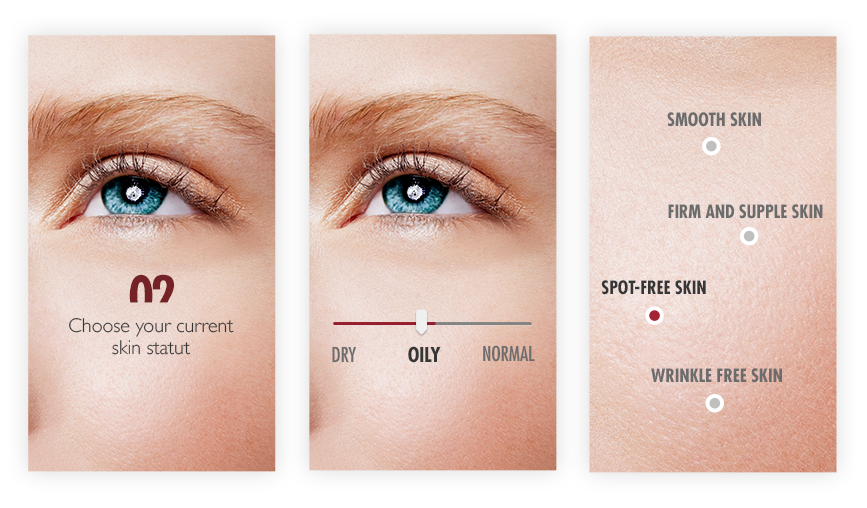 02
Choose your current
skin statut
DRY OILY NORMAL
SMOOTH SKIN
FIRM AND SUPPLE SKIN
SPOT-FREE SKIN
WRINKLE FREE SKIN